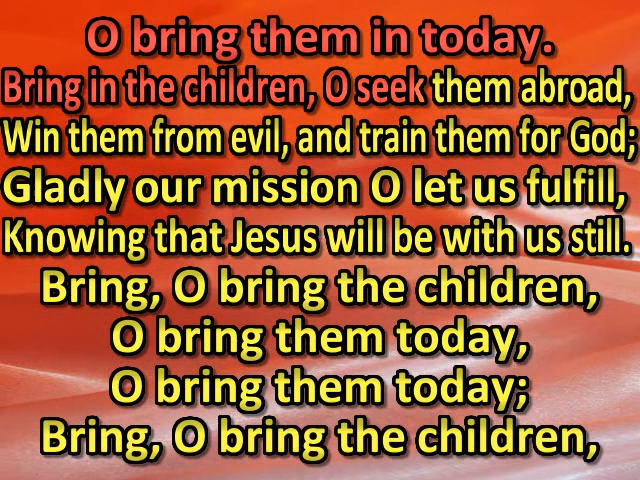 O bring them in today.
Bring in the children, O seek them abroad,
Win them from evil, and train them for God;
Gladly our mission O let us fulfill,
Knowing that Jesus will be with us still.
Bring, O bring the children,
O bring them today,
O bring them today;
Bring, O bring the children,